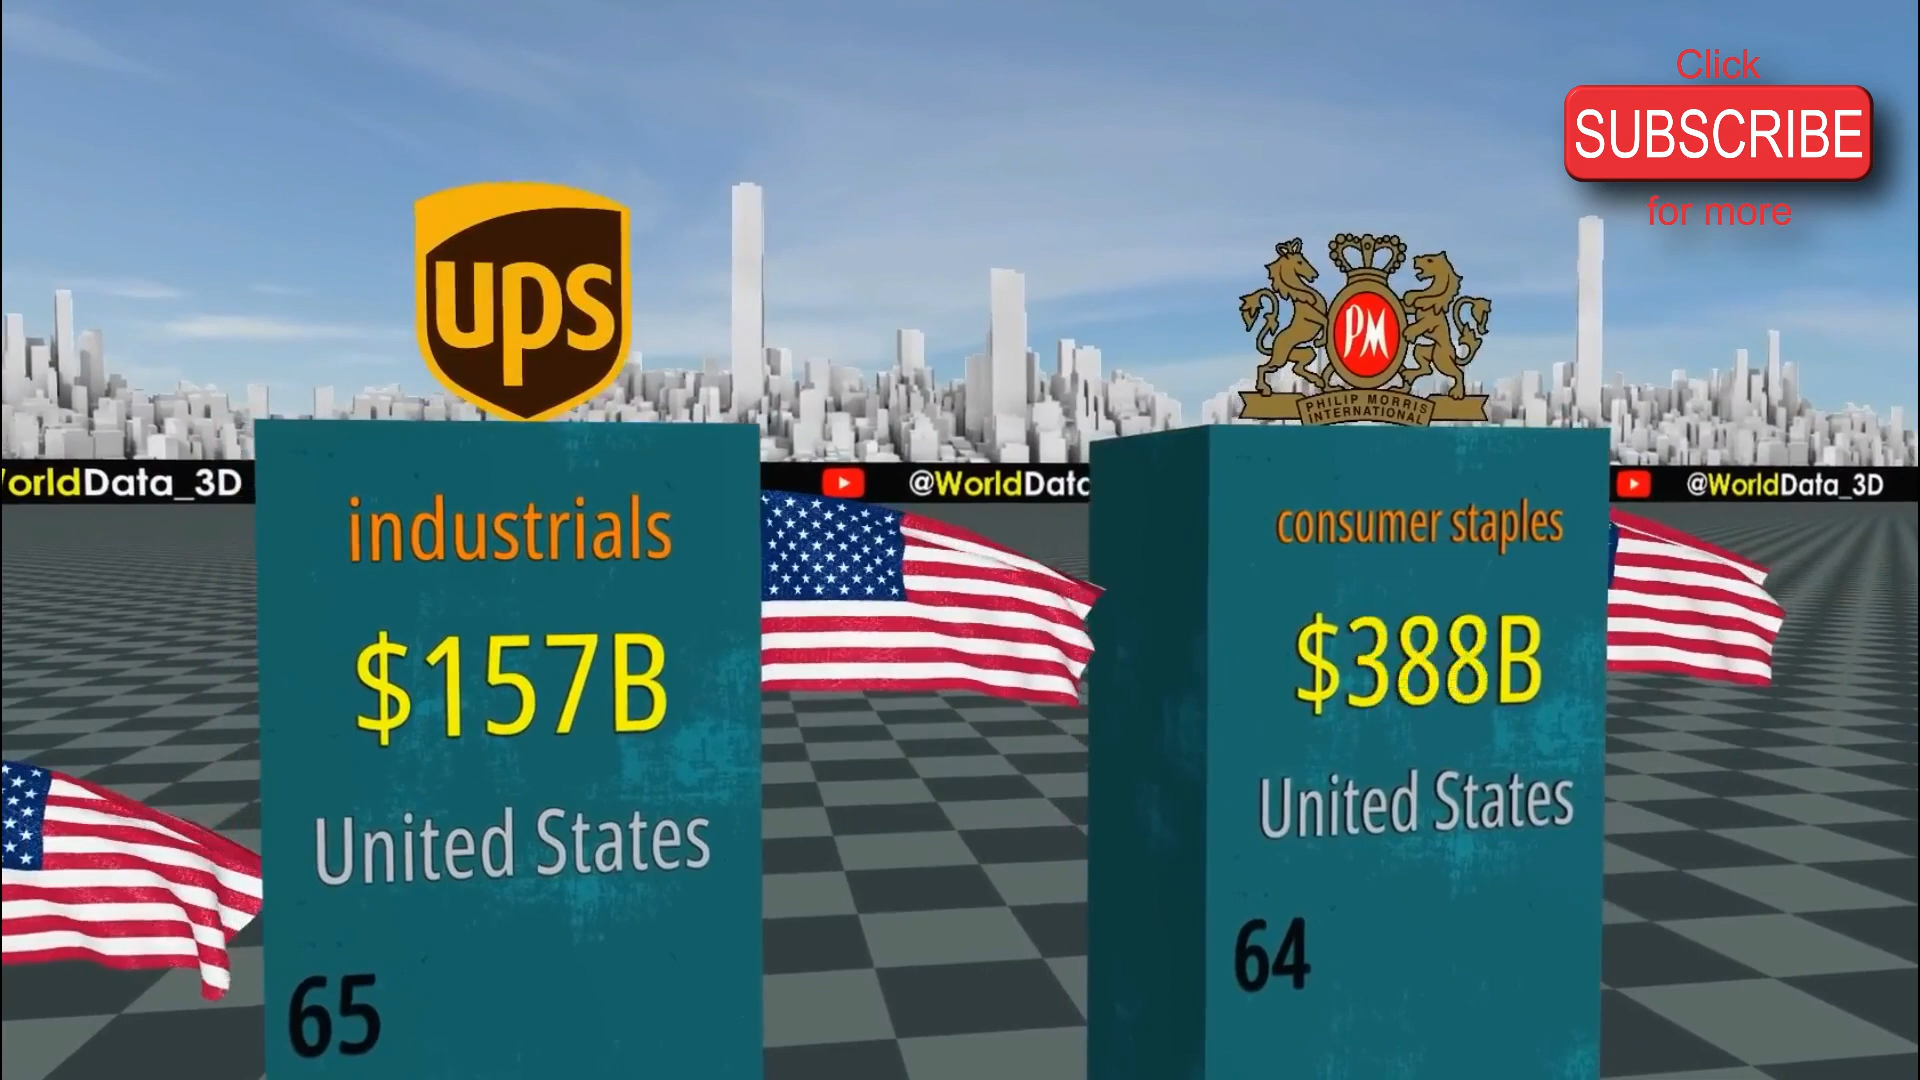 Click
SUBSCRIBE
for more
ups
PM
PHILIP MORRIS
INTERNATIONAL
orldData_3D
@WorldData
@WorldData_3D
industrials
$157B
United States
65
consumer staples
$388B
United States
64